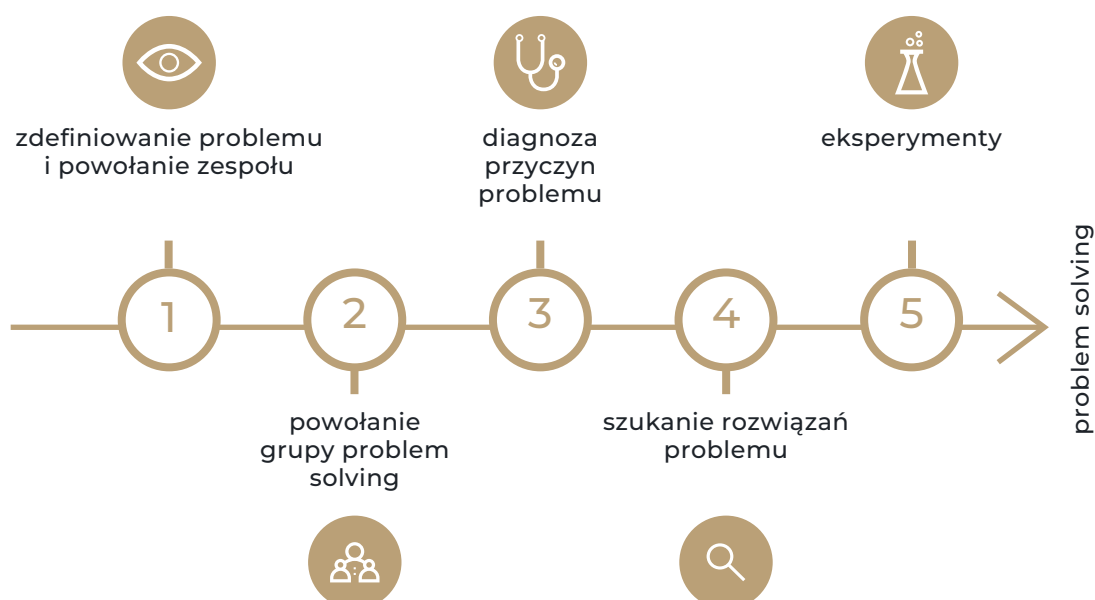 zdefiniowanie problemu
i powołanie zespołu
diagnoza
przyczyn
problemu
eksperymenty
1
2
3
4
5
problem solving
powołanie
grupy problem
solving
szukanie rozwiązań
problemu